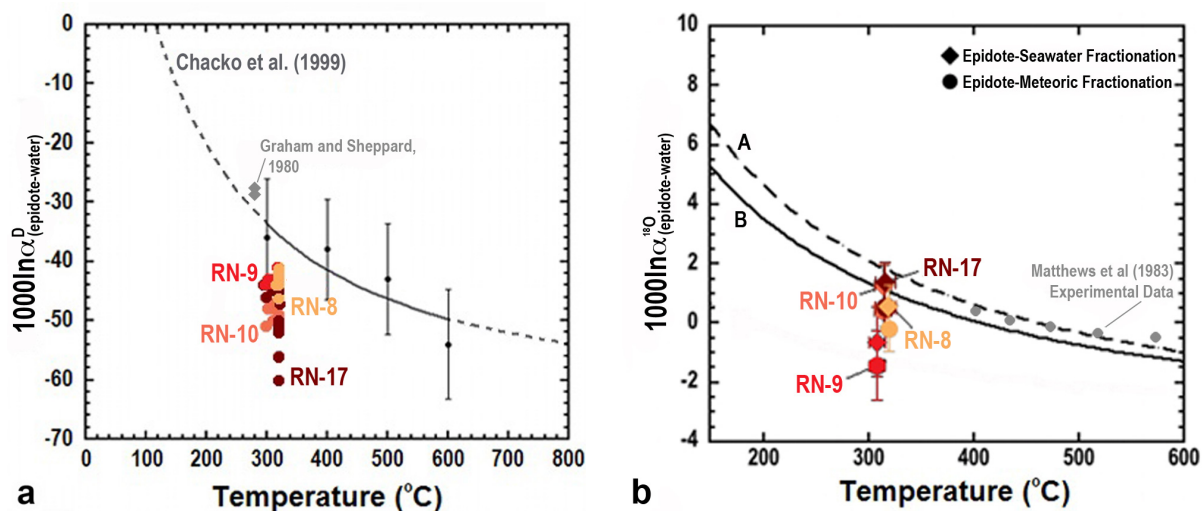 0
-10
-20
-30
-40
-50
-60
-70
1000lnα D (epidote-water)
Chacko et al. (1999)
Graham and Sheppard,
1980
RN-9
RN-8
RN-10
RN-17
0 100 200 300 400 500 600 700 800
Temperature (°C)
a
10
8
6
4
2
0
-2
-4
1000lnα 18O (epidote-water)
Epidote-Seawater Fractionation
Epidote-Meteoric Fractionation
A
B
RN-17
RN-10
Matthews et al (1983)
Experimental Data
RN-8
RN-9
200 300 400 500 600
Temperature (°C)
b